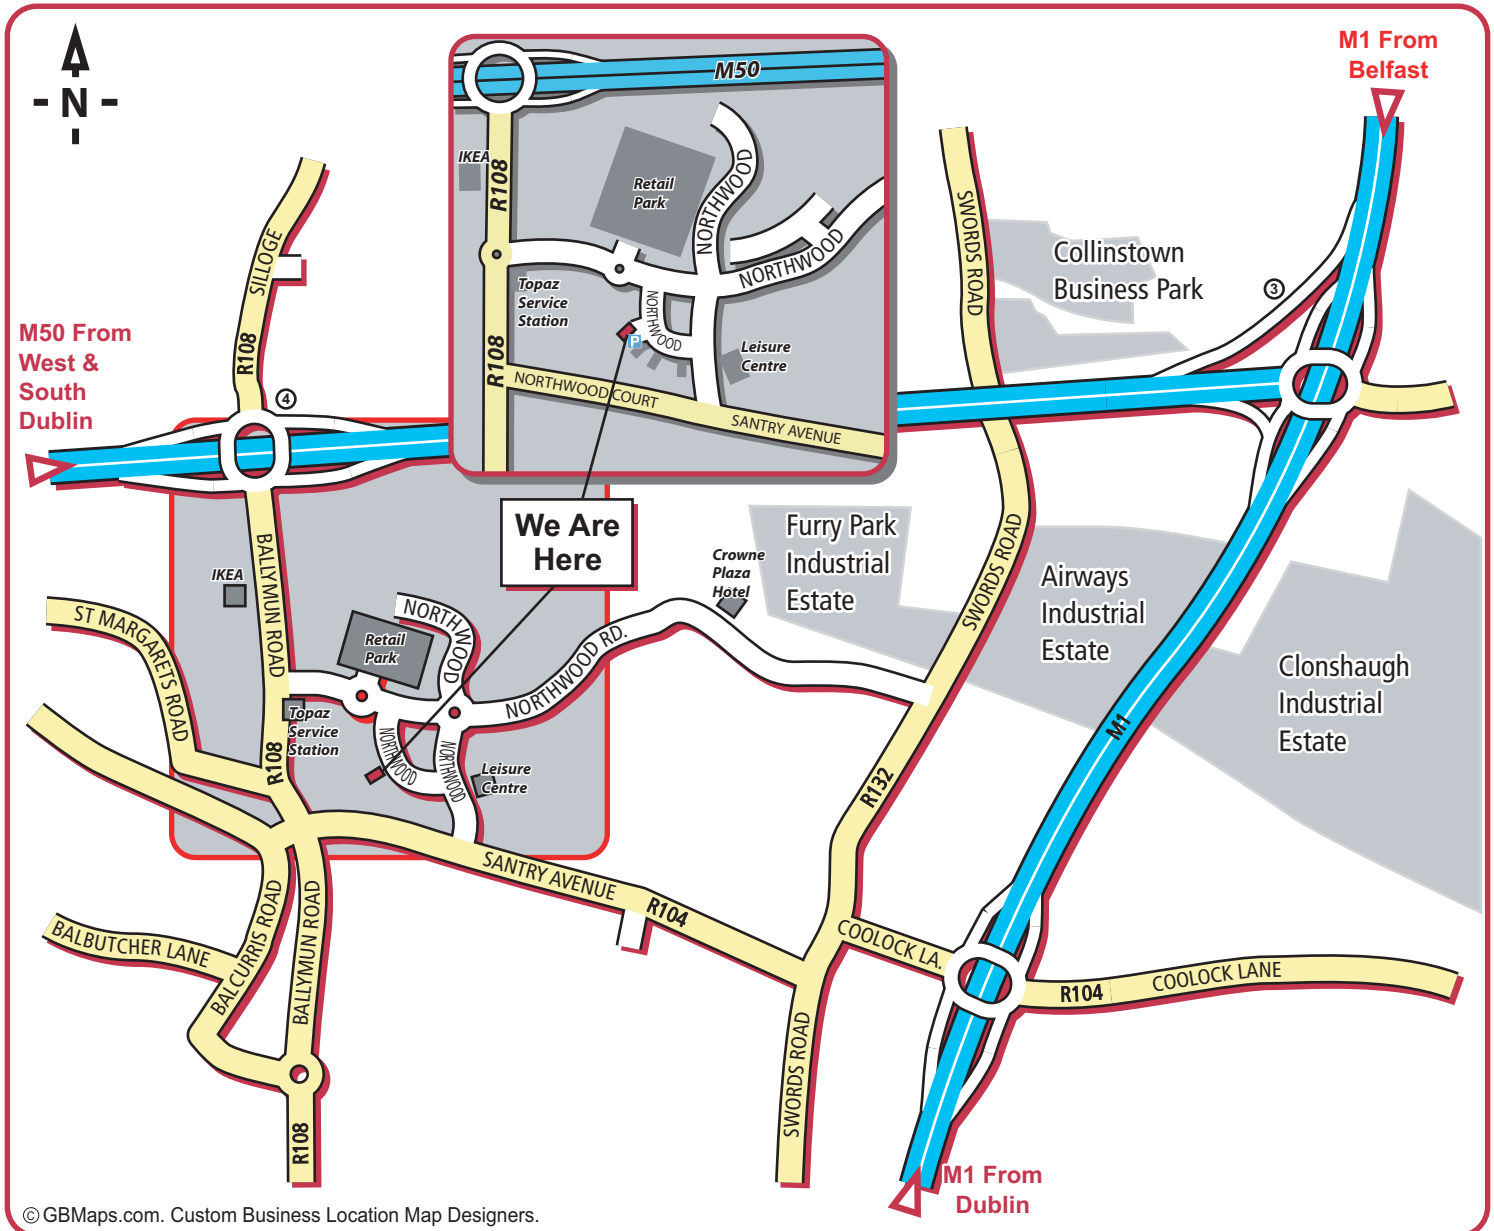 M1 From
Belfast
N
M50
IKEA
R108
Retail
Park
NORTHWOOD
NORTHWOOD
Topaz
Service
Station
NORTHWOOD
P
R108
Leisure
Centre
NORTHWOOD COURT
SANTRY AVENUE
SWORDS ROAD
Collinstown
Business Park
3
SILLOGE
R108
M50 From
West &
South
Dublin
4
We Are
Here
Furry Park
Industrial
Estate
Crowne
Plaza
Hotel
SWORDS ROAD
Airways
Industrial
Estate
Clonshaugh
Industrial
Estate
IKEA
BALLYMUN ROAD
ST MARGARETS ROAD
Retail
Park
NORTHWOOD
NORTHWOOD RD.
Topaz
Service
Station
R108
NORTHWOOD
NORTHWOOD
Leisure
Centre
M1
R132
SANTRY AVENUE
R104
BALBUTCHER LANE
BALCURRIS ROAD
BALLYMUN ROAD
COOLOCK LA.
R104
COOLOCK LANE
SWORDS ROAD
R108
M1 From
Dublin
© GBMaps.com. Custom Business Location Map Designers.